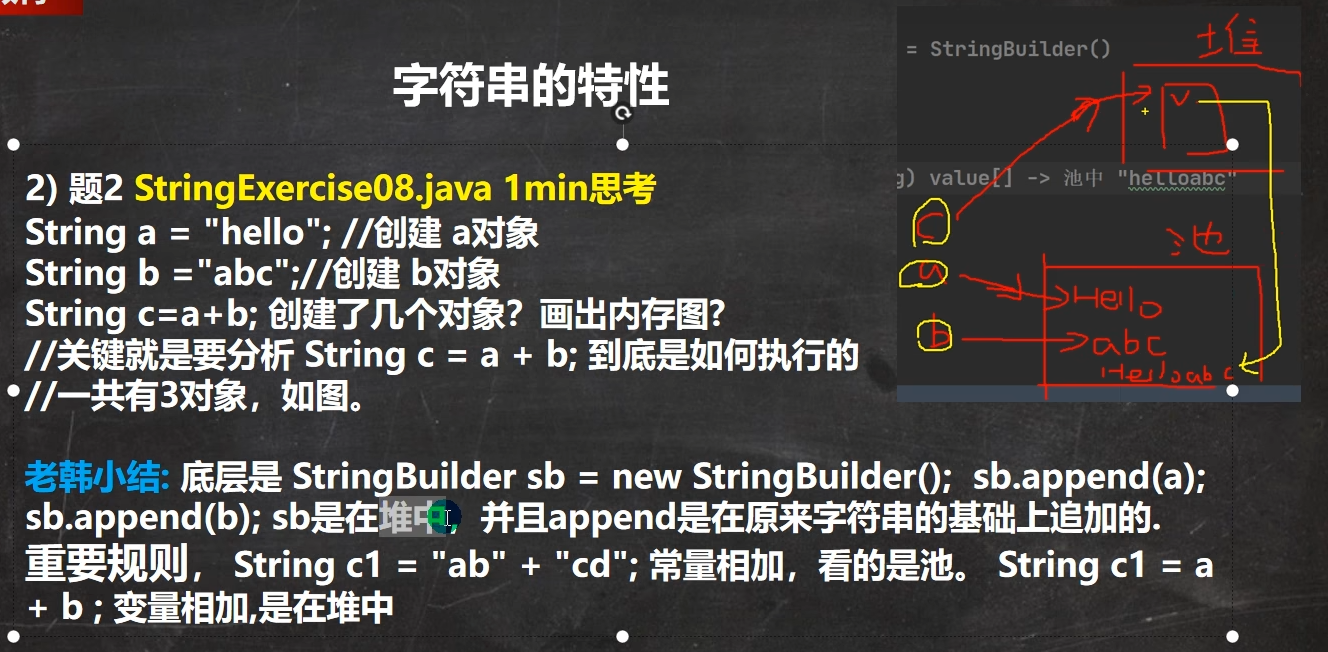 字符串的特性
2) 题2 StringExercise08.java 1min思考
String a = "hello"; //创建 a对象
String b ="abc";//创建 b对象
String c=a+b; 创建了几个对象？画出内存图?
//关键就是要分析 String c = a + b; 到底是如何执行的
//一共有3对象，如图。
老韩小结: 底层是 StringBuilder sb = new StringBuilder(); sb.append(a);
sb.append(b); sb是在堆中，并且append是在原来字符串的基础上追加的.
重要规则， String c1 = "ab" + "cd"; 常量相加，看的是池。 String c1 = a
+ b ; 变量相加,是在堆中
= StringBuilder()
堆
v
g) value[] -> 池中 "helloabc"
c
池
a
Hello
b
abc
Helloabc